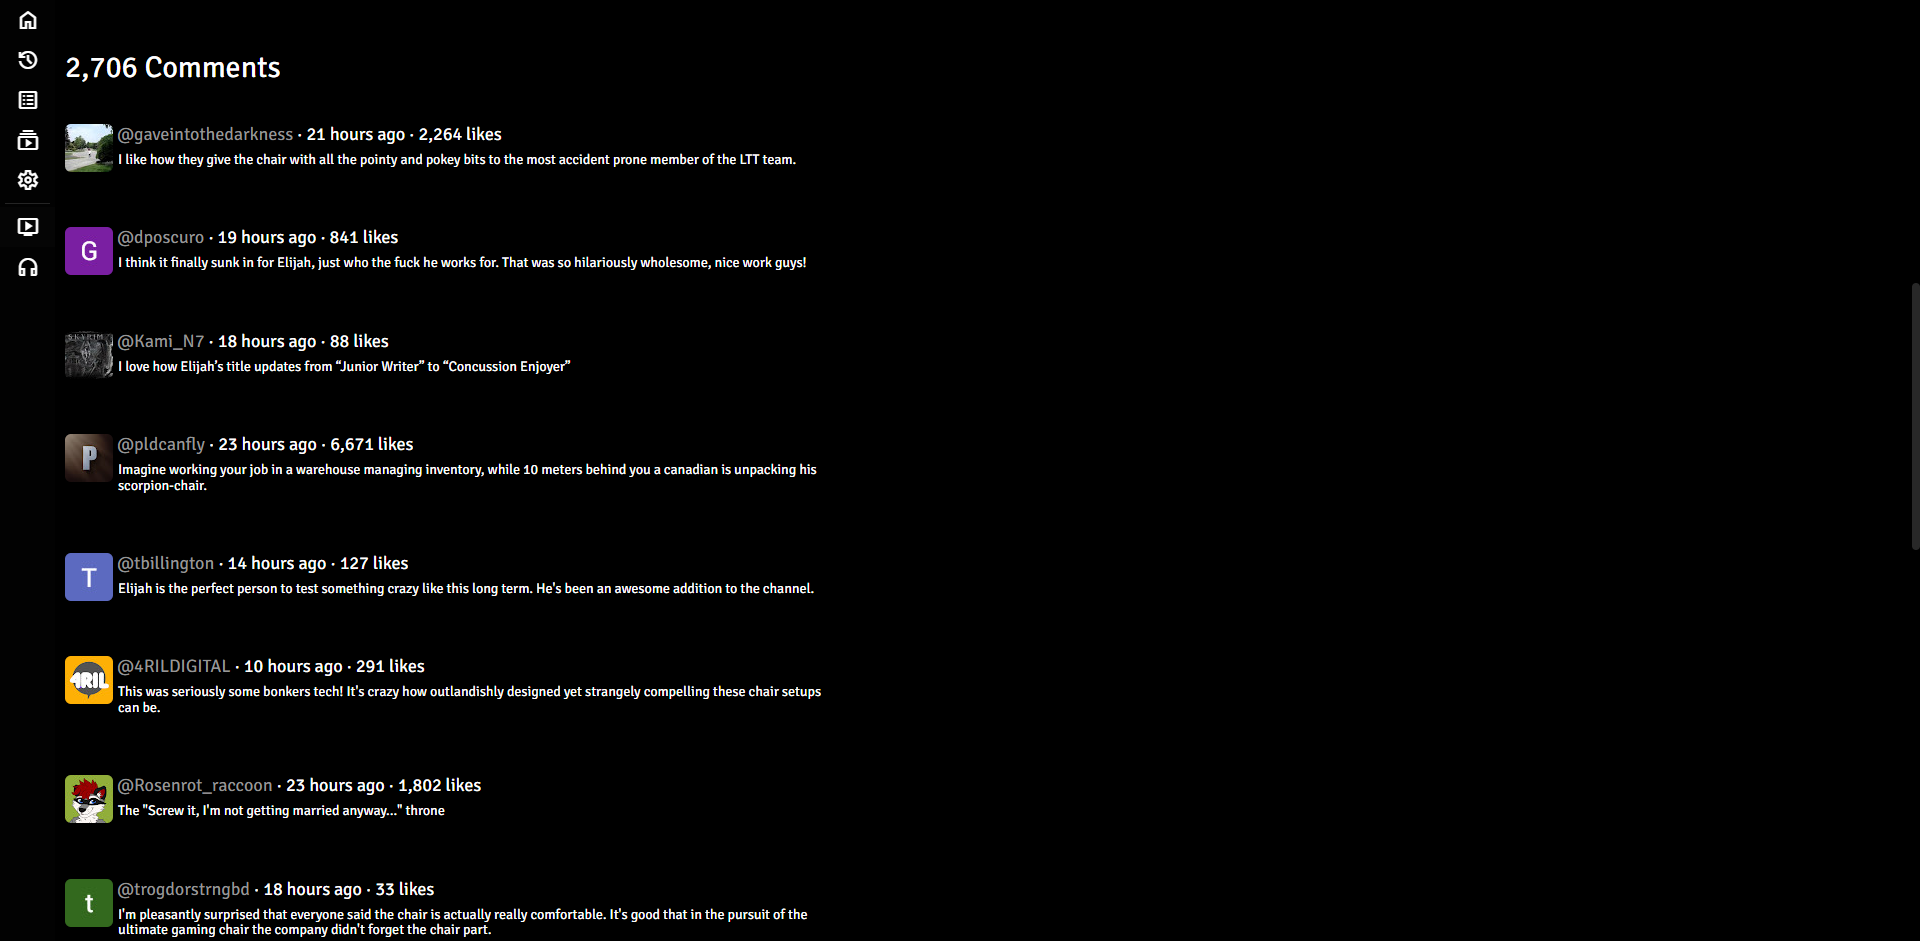 2,706 Comments
@gaveintothedarkness · 21 hours ago · 2,264 likes
I like how they give the chair with all the pointy and pokey bits to the most accident prone member of the LTT team.
G
@dposcuro · 19 hours ago · 841 likes
I think it finally sunk in for Elijah, just who the fuck he works for. That was so hilariously wholesome, nice work guys!
SKYRIM
@Kami_N7 · 18 hours ago · 88 likes
I love how Elijah’s title updates from “Junior Writer” to “Concussion Enjoyer”
P
@pldcanfly · 23 hours ago · 6,671 likes
Imagine working your job in a warehouse managing inventory, while 10 meters behind you a canadian is unpacking his
scorpion-chair.
T
@tbillington · 14 hours ago · 127 likes
Elijah is the perfect person to test something crazy like this long term. He's been an awesome addition to the channel.
4RIL
@4RILDIGITAL · 10 hours ago · 291 likes
This was seriously some bonkers tech! It's crazy how outlandishly designed yet strangely compelling these chair setups
can be.
@Rosenrot_raccoon · 23 hours ago · 1,802 likes
The "Screw it, I'm not getting married anyway..." throne
t
@trogdorstrngbd · 18 hours ago · 33 likes
I'm pleasantly surprised that everyone said the chair is actually really comfortable. It's good that in the pursuit of the
ultimate gaming chair the company didn't forget the chair part.